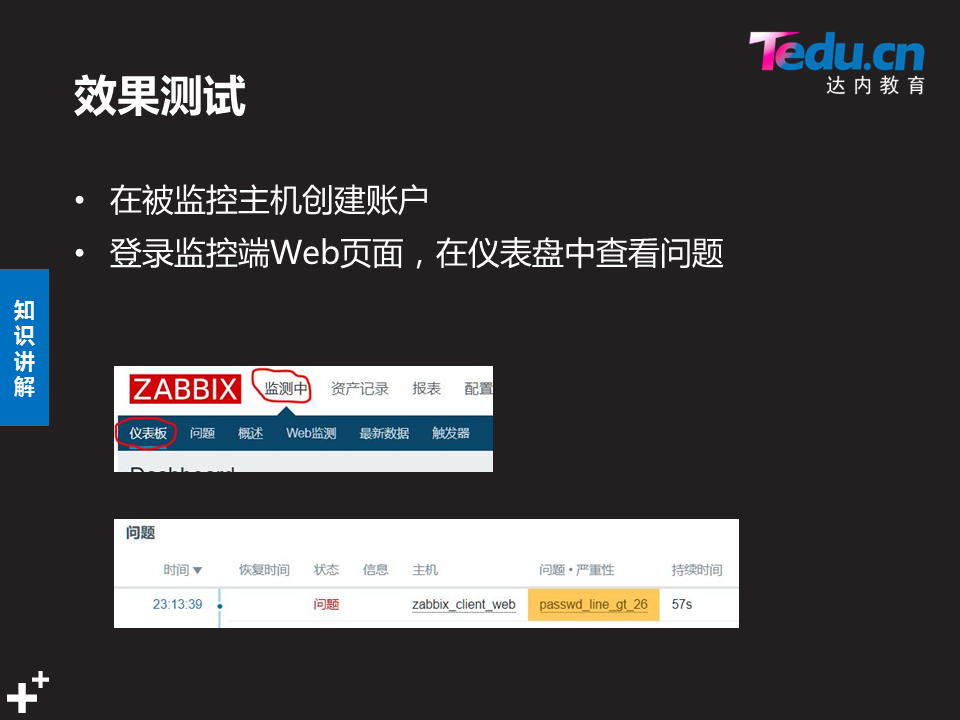 Tedu.cn
达内教育
效果测试
• 在被监控主机创建账户
• 登录监控端Web页面，在仪表盘中查看问题
知识讲解
ZABBIX 监测中 资产记录 报表 配置
仪表板 问题 概述 Web监测 最新数据 触发器
Dashboard
问题
时间▼ 恢复时间 状态 信息 主机 问题 • 严重性 持续时间
23:13:39 问题 zabbix_client_web passwd_line_gt_26 57s